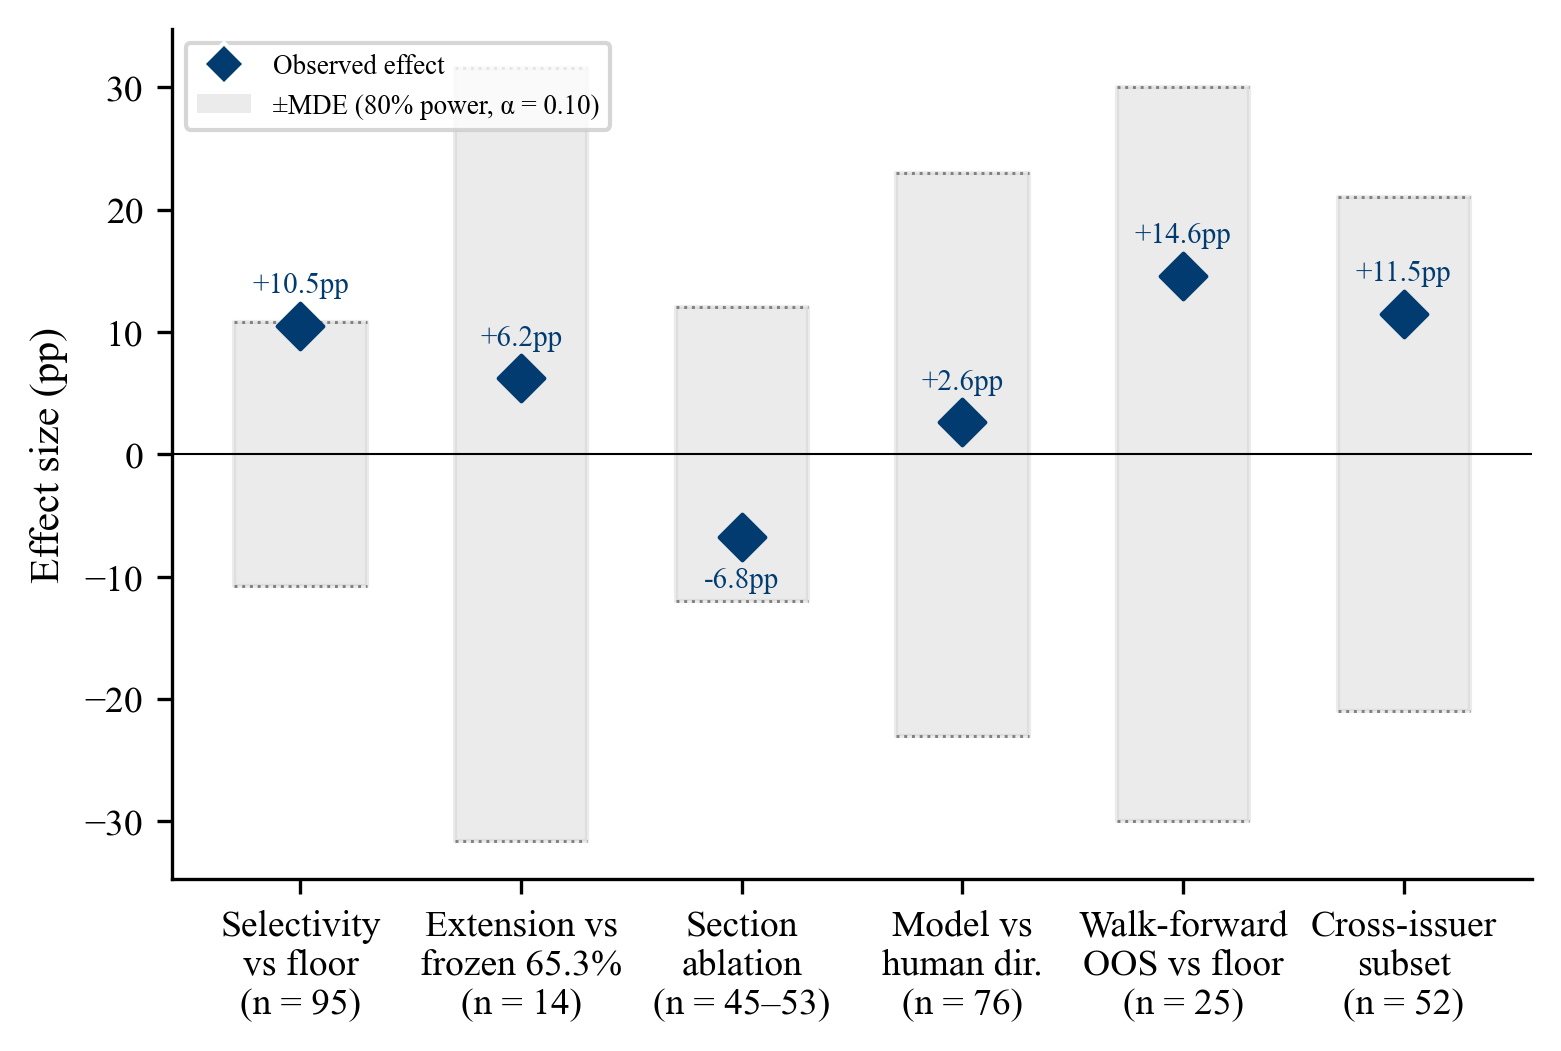 Observed effect
±MDE (80% power, α = 0.10)
Effect size (pp)
30
20
10
0
−10
−20
−30
+10.5pp
+6.2pp
-6.8pp
+2.6pp
+14.6pp
+11.5pp
Selectivity
vs floor
(n = 95)
Extension vs
frozen 65.3%
(n = 14)
Section
ablation
(n = 45–53)
Model vs
human dir.
(n = 76)
Walk-forward
OOS vs floor
(n = 25)
Cross-issuer
subset
(n = 52)